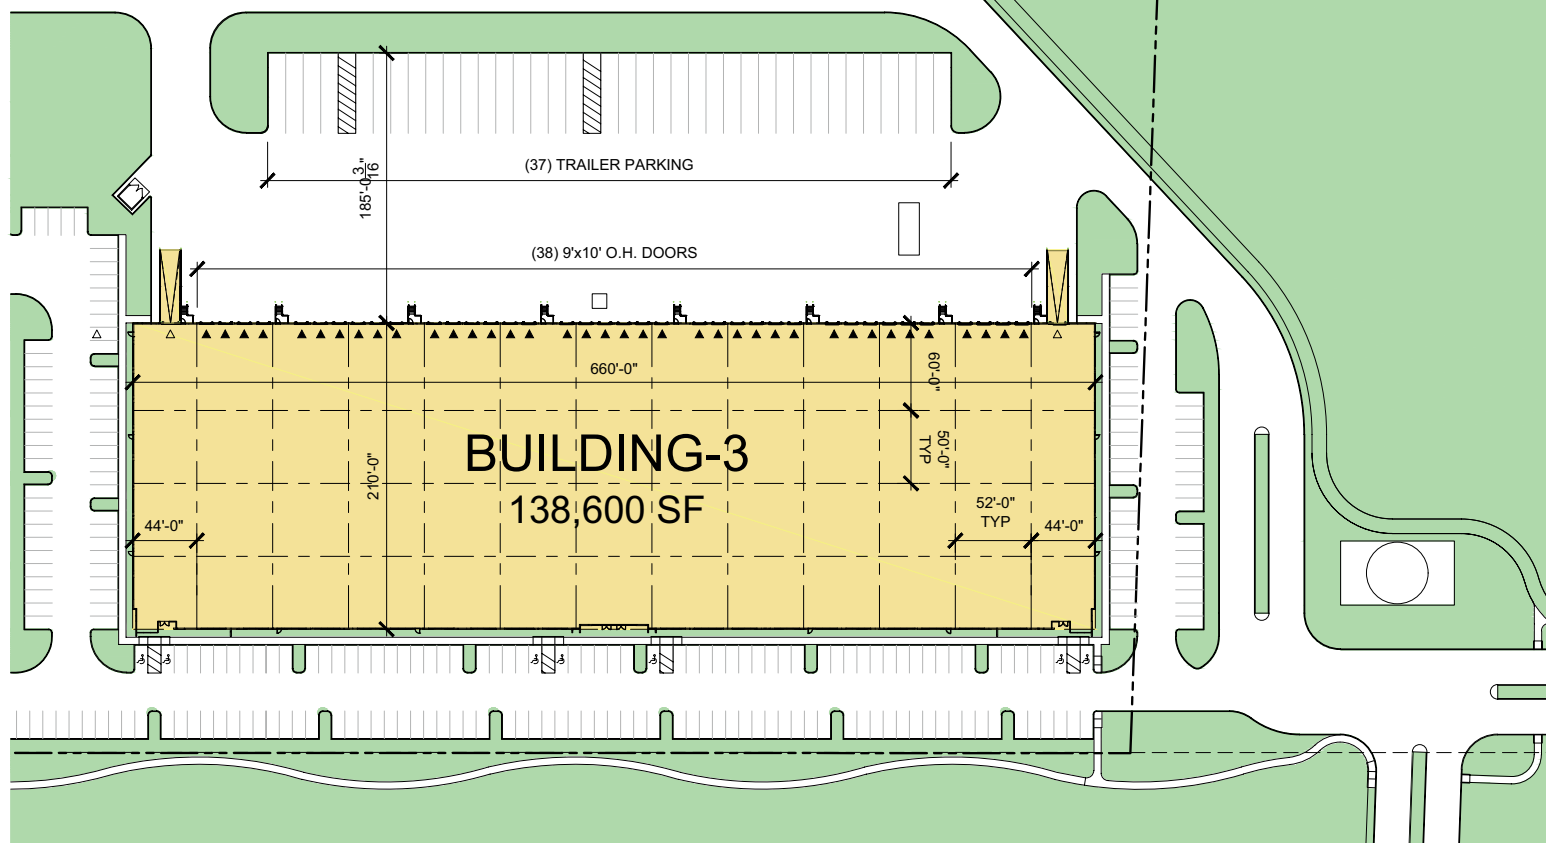 (37) TRAILER PARKING
185'-0 3/16"
(38) 9'x10' O.H. DOORS
660'-0"
60'-0"
BUILDING-3
138,600 SF
210'-0"
50'-0"
TYP
44'-0"
52'-0"
TYP
44'-0"